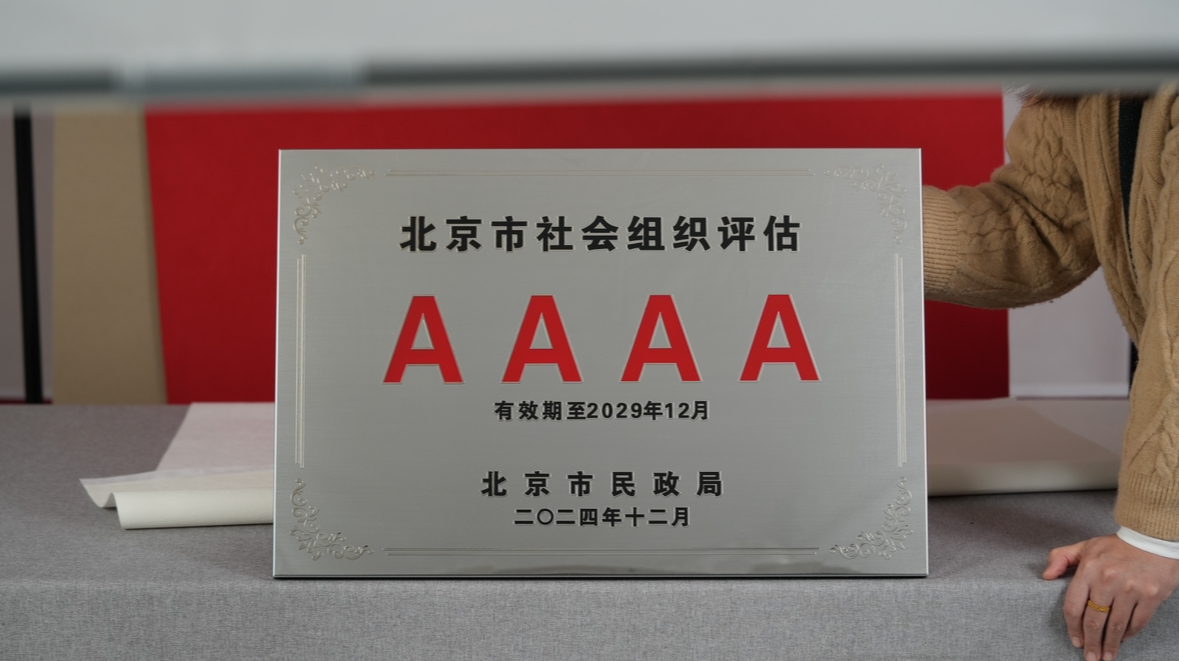 北京市社会组织评估
AAAA
有效期至2029年12月
北京市民政局
二〇二四年十二月